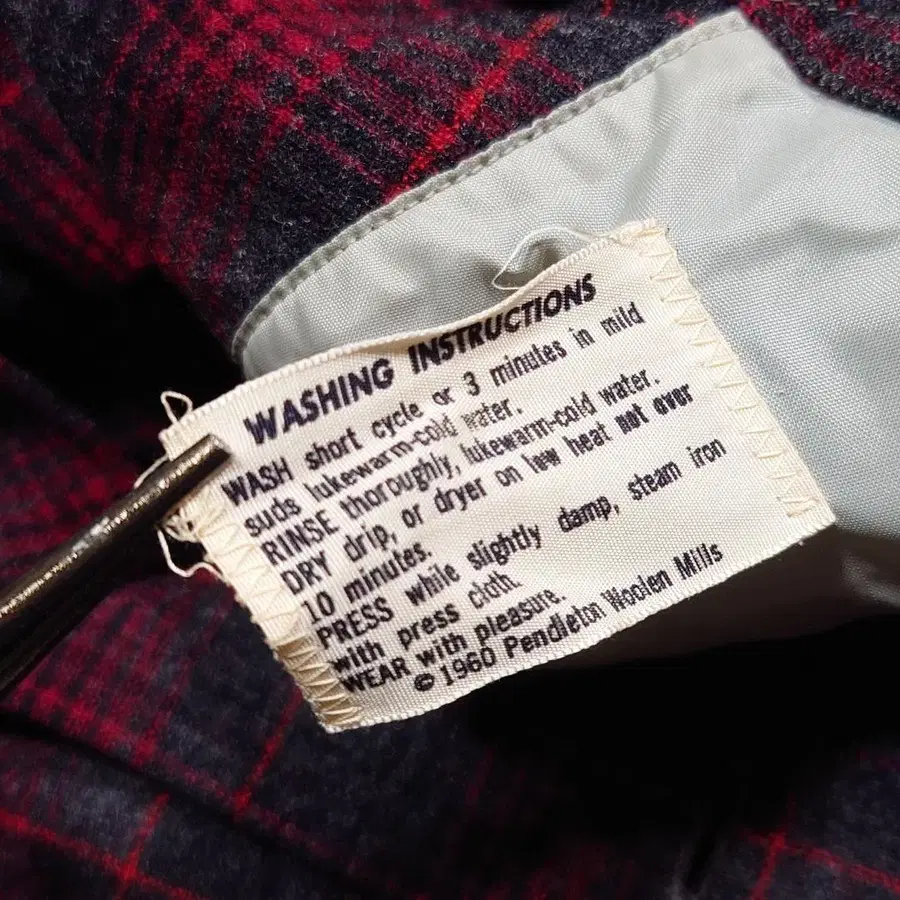 WASHING INSTRUCTIONS
WASH short cycle or 3 minutes in mild
suds lukewarm-cold water.
RINSE thoroughly, lukewarm-cold water.
DRY drip, or dryer on low heat not over
10 minutes.
PRESS while slightly damp, steam iron
with press cloth.
WEAR with pleasure.
© 1960 Pendleton Woolen Mills